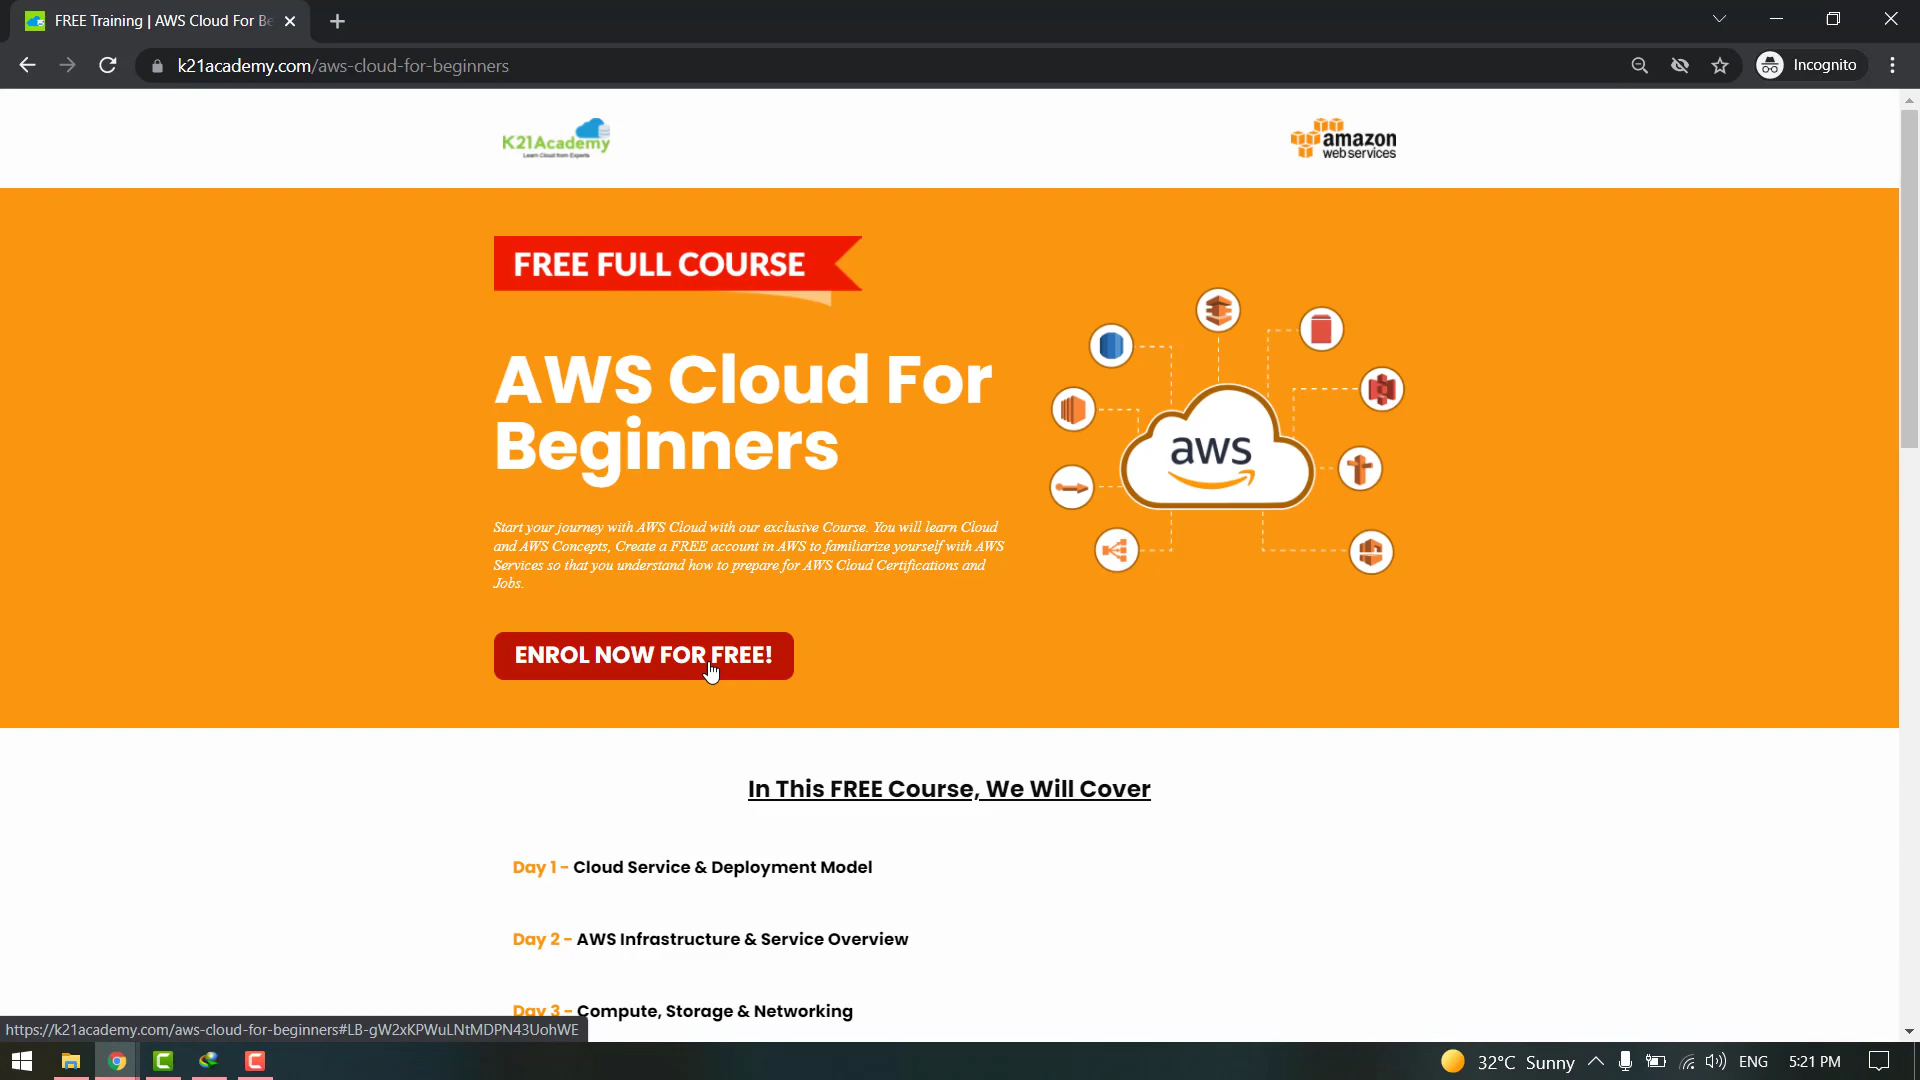 FREE Training | AWS Cloud For Be
k21academy.com/aws-cloud-for-beginners
Incognito
K21Academy
Learn Cloud from Experts
amazon
webservices
FREE FULL COURSE
AWS Cloud For
Beginners
Start your journey with AWS Cloud with our exclusive Course. You will learn Cloud
and AWS Concepts, Create a FREE account in AWS to familiarize yourself with AWS
Services so that you understand how to prepare for AWS Cloud Certifications and
Jobs.
aws
ENROL NOW FOR FREE!
In This FREE Course, We Will Cover
Day 1 - Cloud Service & Deployment Model
Day 2 - AWS Infrastructure & Service Overview
Day 3 - Compute, Storage & Networking
https://k21academy.com/aws-cloud-for-beginners#LB-gW2xKPWuLNtMDPN43UohWE
32°C Sunny
ENG
5:21 PM